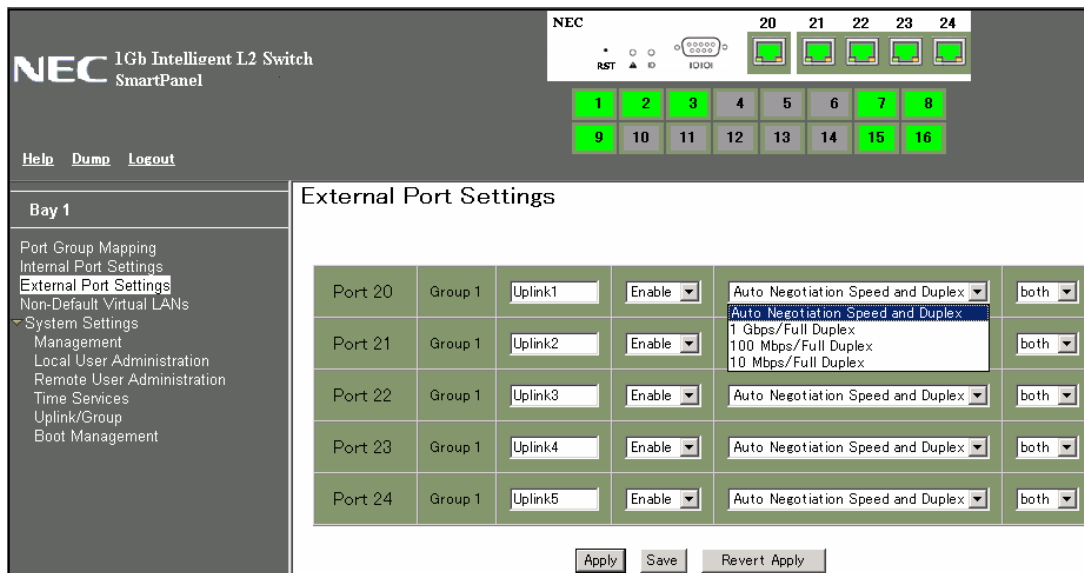 NEC 1Gb Intelligent L2 Switch
SmartPanel
Help Dump Logout
NEC 20 21 22 23 24
RST ID IOIOI
1 2 3 4 5 6 7 8
9 10 11 12 13 14 15 16
Bay 1
Port Group Mapping
Internal Port Settings
External Port Settings
Non-Default Virtual LANs
System Settings
Management
Local User Administration
Remote User Administration
Time Services
Uplink/Group
Boot Management
External Port Settings
Port 20 Group 1 Uplink1 Enable Auto Negotiation Speed and Duplex both
Auto Negotiation Speed and Duplex
1 Gbps/Full Duplex
100 Mbps/Full Duplex
10 Mbps/Full Duplex
Port 21 Group 1 Uplink2 Enable both
Port 22 Group 1 Uplink3 Enable Auto Negotiation Speed and Duplex both
Port 23 Group 1 Uplink4 Enable Auto Negotiation Speed and Duplex both
Port 24 Group 1 Uplink5 Enable Auto Negotiation Speed and Duplex both
Apply Save Revert Apply